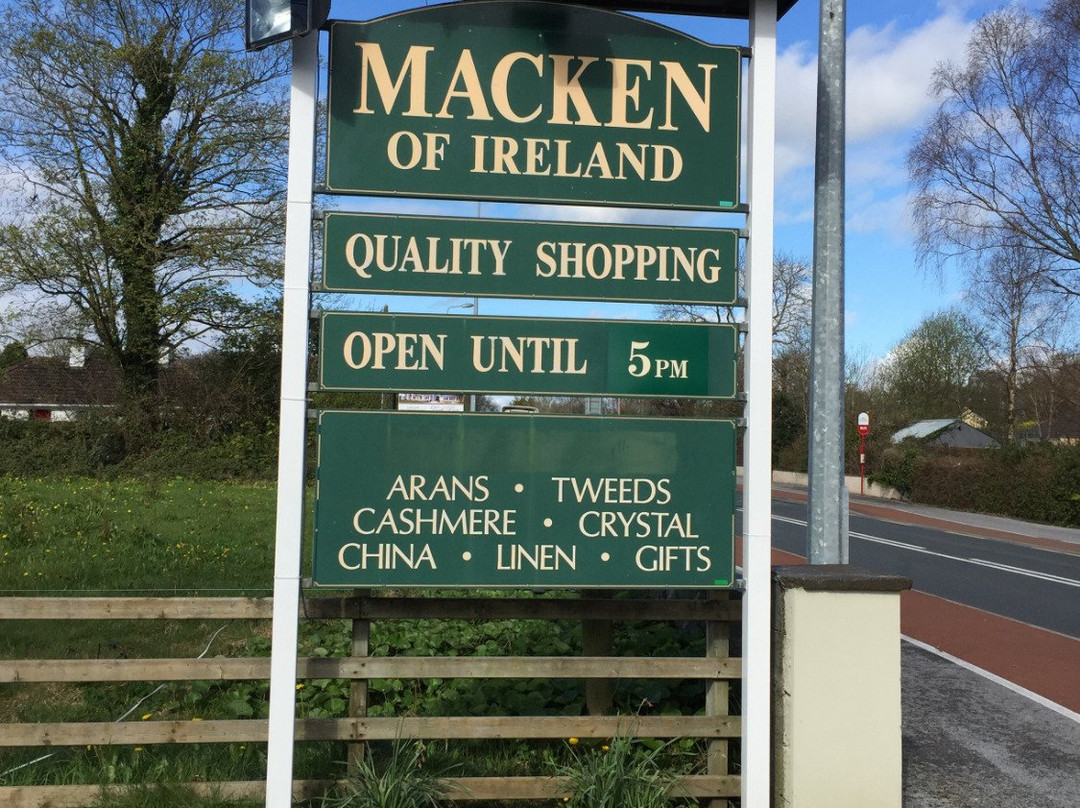 MACKEN
OF IRELAND
QUALITY SHOPPING
OPEN UNTIL 5PM
ARANS • TWEEDS
CASHMERE • CRYSTAL
CHINA • LINEN • GIFTS